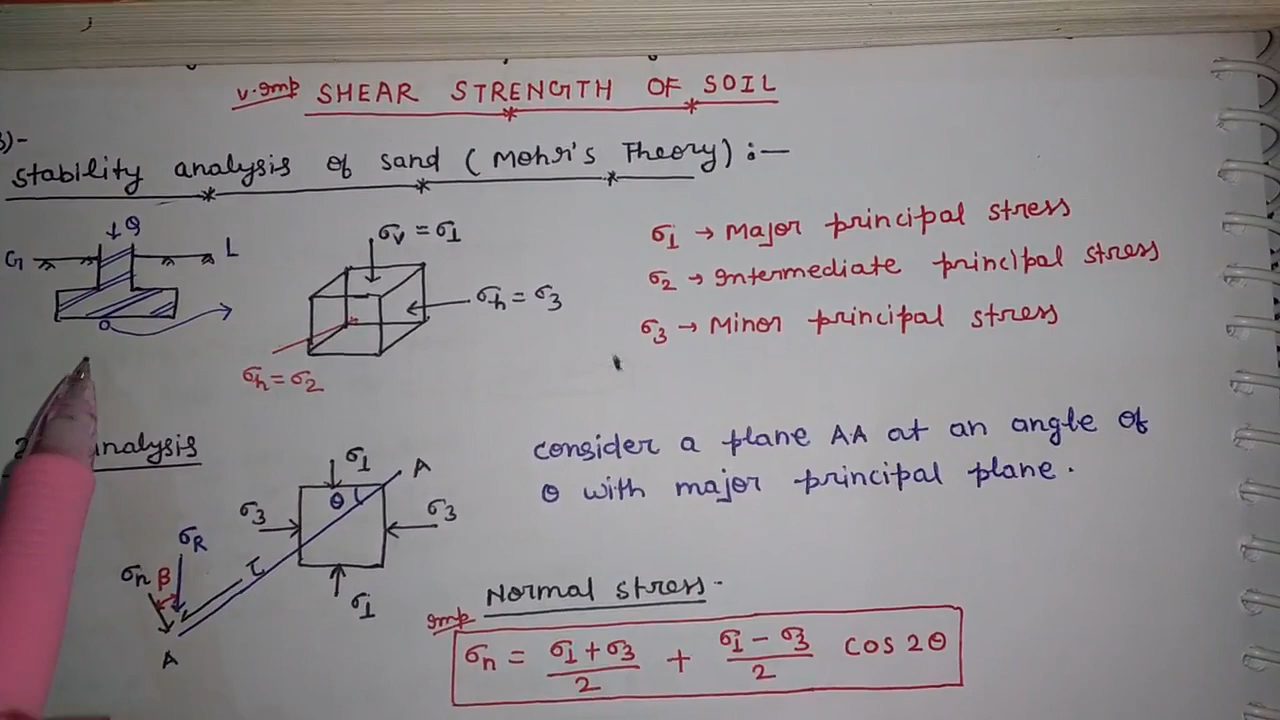 v.Imp SHEAR STRENGTH OF SOIL
Stability analysis of sand (Mohr's Theory) :—
↓Q
G L
σv = σ1
σh = σ3
σh = σ2
σ1 → Major principal stress
σ2 → Intermediate principal stress
σ3 → Minor principal stress
analysis
consider a plane AA at an angle of
θ with major principal plane.
σ1 A
θ
σ3 σ3
σR
σn β τ
σ1
A
Normal stress.
Imp
σn = σ1 + σ3 / 2 + σ1 - σ3 / 2 cos 2θ